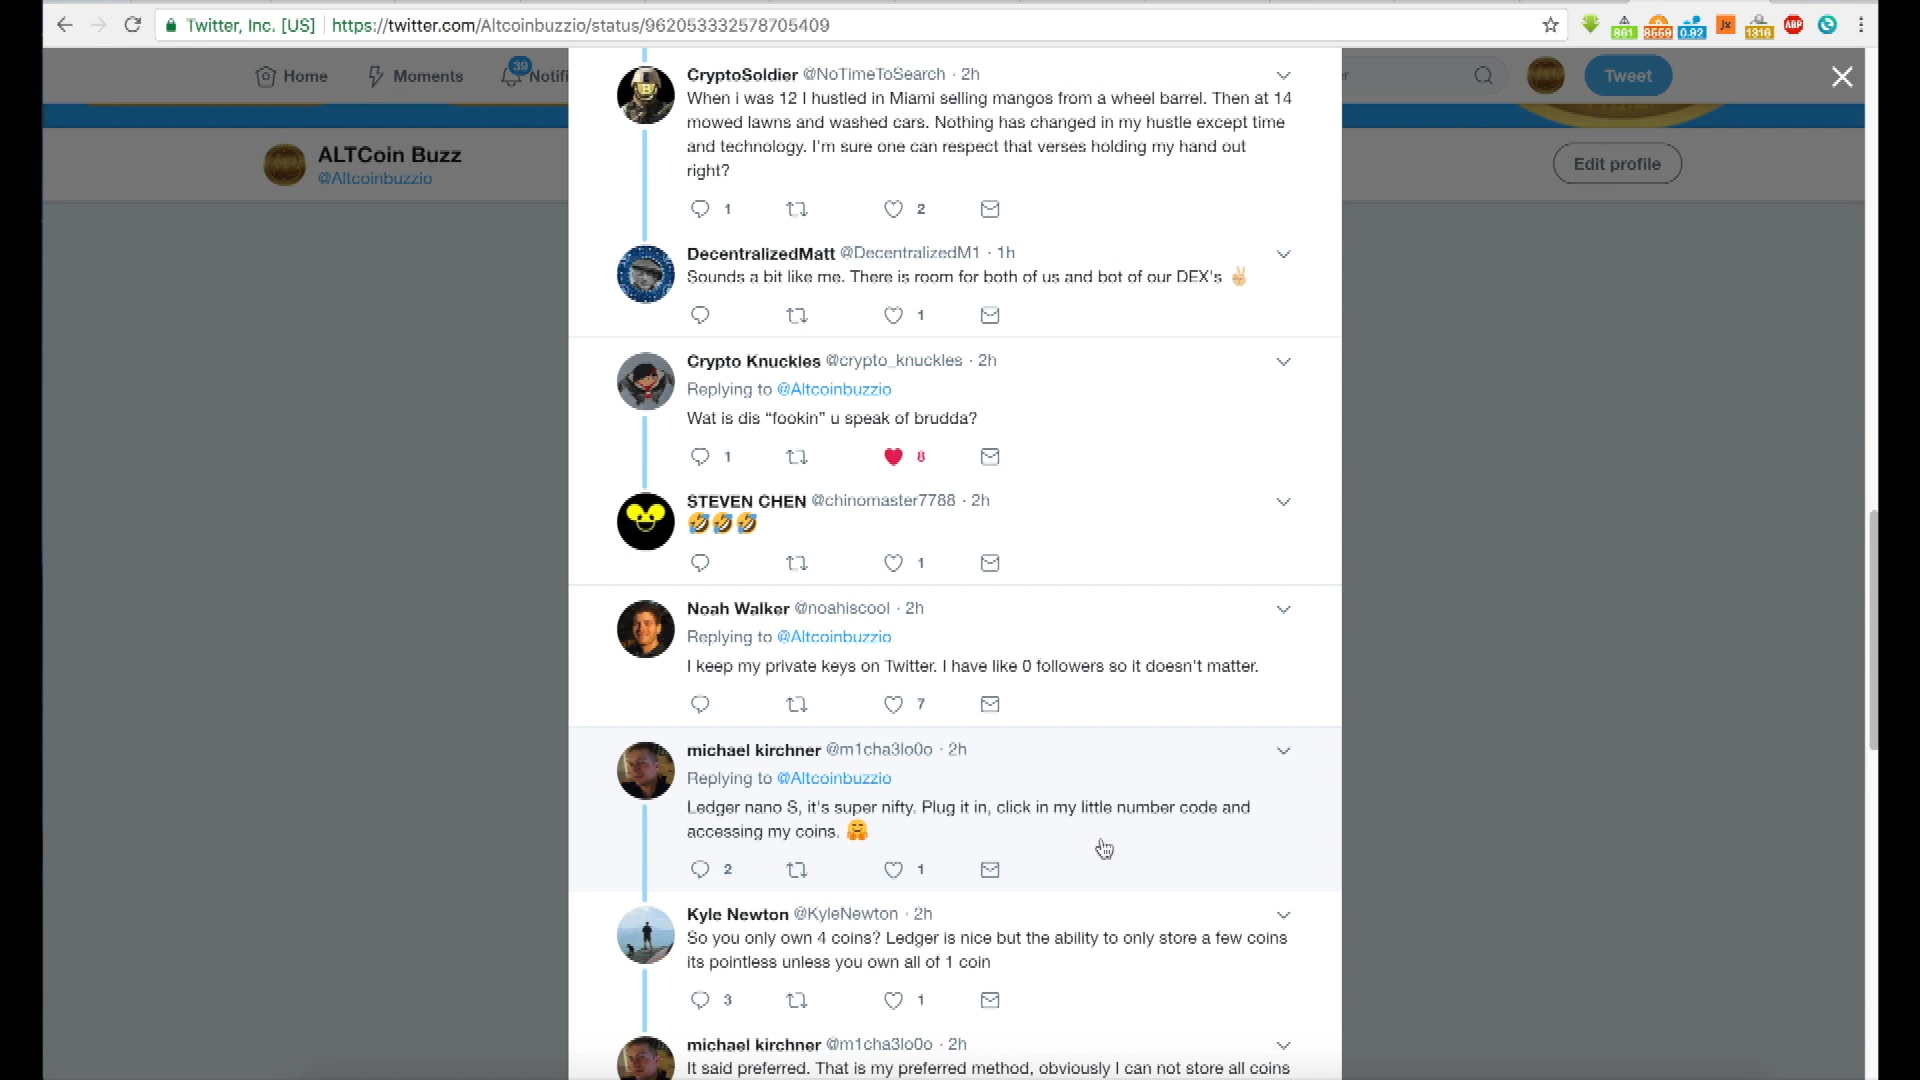 Twitter, Inc. [US] https://twitter.com/Altcoinbuzzio/status/962053332578705409
861 8559 0.92 Jx 1316 ABP
Home Moments 39 Notifi Tweet
ALTCoin Buzz
@Altcoinbuzzio
Edit profile
CryptoSoldier @NoTimeToSearch · 2h
When i was 12 I hustled in Miami selling mangos from a wheel barrel. Then at 14
mowed lawns and washed cars. Nothing has changed in my hustle except time
and technology. I'm sure one can respect that verses holding my hand out
right?
1 2
DecentralizedMatt @DecentralizedM1 · 1h
Sounds a bit like me. There is room for both of us and bot of our DEX's ✌🏻
1
Crypto Knuckles @crypto_knuckles · 2h
Replying to @Altcoinbuzzio
Wat is dis “fookin” u speak of brudda?
1 8
STEVEN CHEN @chinomaster7788 · 2h
🤣🤣🤣
1
Noah Walker @noahiscool · 2h
Replying to @Altcoinbuzzio
I keep my private keys on Twitter. I have like 0 followers so it doesn't matter.
7
michael kirchner @m1cha3lo0o · 2h
Replying to @Altcoinbuzzio
Ledger nano S, it's super nifty. Plug it in, click in my little number code and
accessing my coins. 🤗
2 1
Kyle Newton @KyleNewton · 2h
So you only own 4 coins? Ledger is nice but the ability to only store a few coins
its pointless unless you own all of 1 coin
3 1
michael kirchner @m1cha3lo0o · 2h
It said preferred. That is my preferred method, obviously I can not store all coins